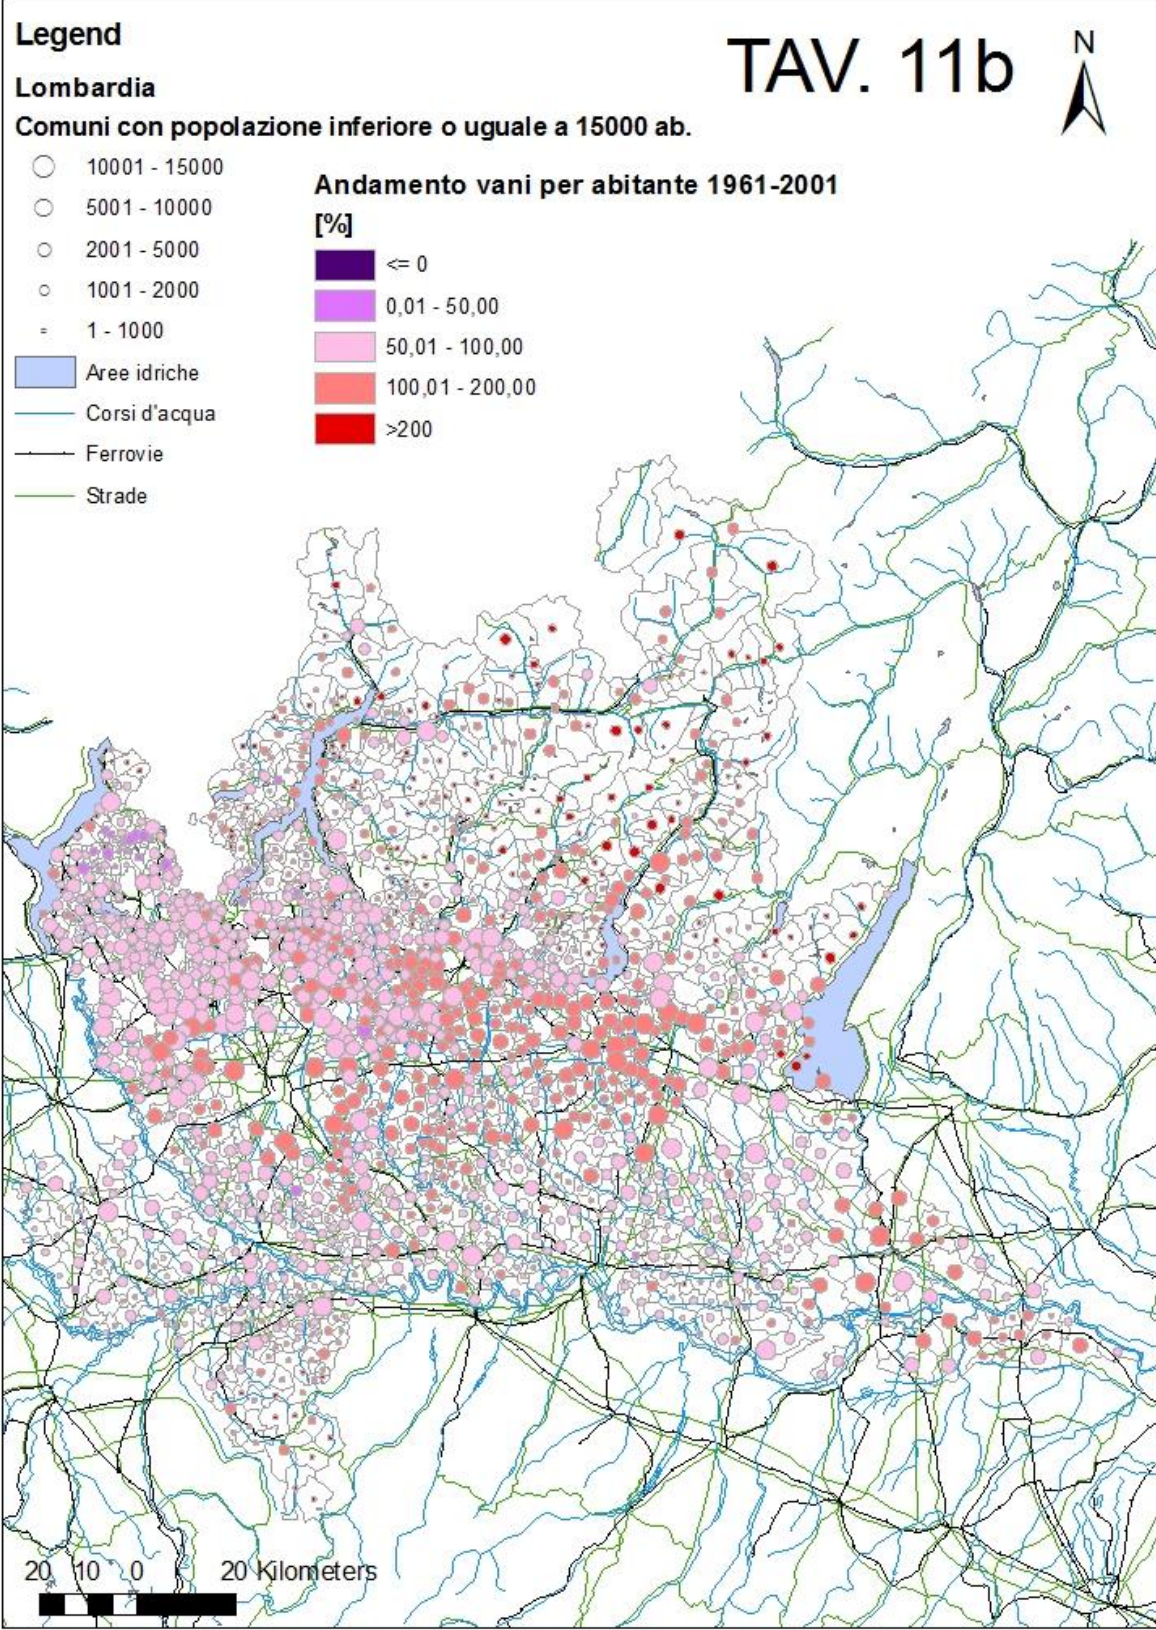 Legend
TAV. 11b
N
Lombardia
Comuni con popolazione inferiore o uguale a 15000 ab.
10001 - 15000
5001 - 10000
2001 - 5000
1001 - 2000
1 - 1000
Aree idriche
Corsi d'acqua
Ferrovie
Strade
Andamento vani per abitante 1961-2001
[%]
<= 0
0,01 - 50,00
50,01 - 100,00
100,01 - 200,00
>200
20 10 0 20 Kilometers